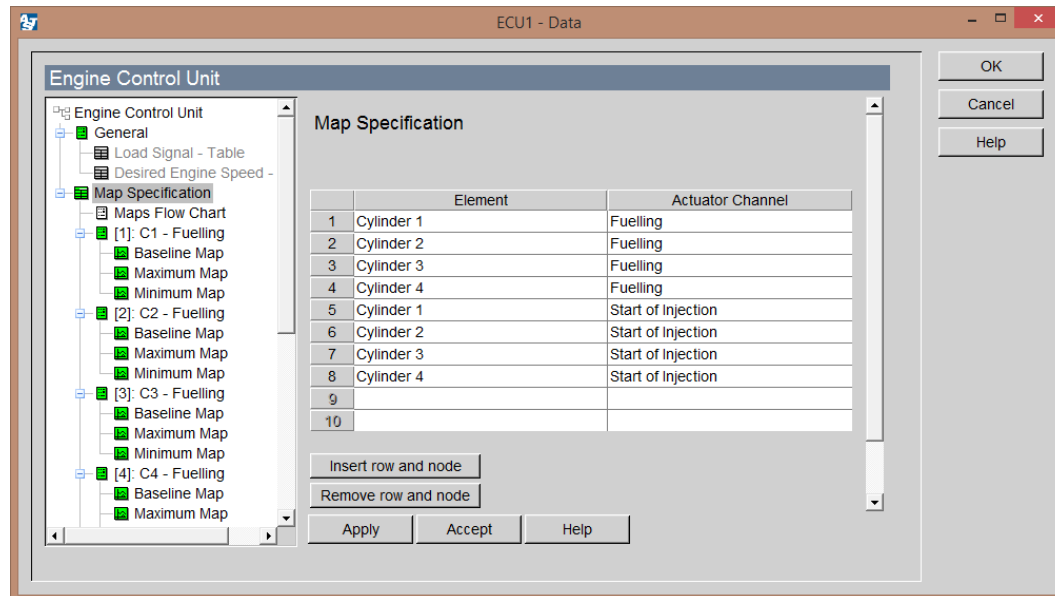 ECU1 - Data
Engine Control Unit
OK
Cancel
Help
Engine Control Unit
General
Load Signal - Table
Desired Engine Speed -
Map Specification
Maps Flow Chart
[1]: C1 - Fuelling
Baseline Map
Maximum Map
Minimum Map
[2]: C2 - Fuelling
Baseline Map
Maximum Map
Minimum Map
[3]: C3 - Fuelling
Baseline Map
Maximum Map
Minimum Map
[4]: C4 - Fuelling
Baseline Map
Maximum Map
Map Specification
Element Actuator Channel
1 Cylinder 1 Fuelling
2 Cylinder 2 Fuelling
3 Cylinder 3 Fuelling
4 Cylinder 4 Fuelling
5 Cylinder 1 Start of Injection
6 Cylinder 2 Start of Injection
7 Cylinder 3 Start of Injection
8 Cylinder 4 Start of Injection
9
10
Insert row and node
Remove row and node
Apply Accept Help